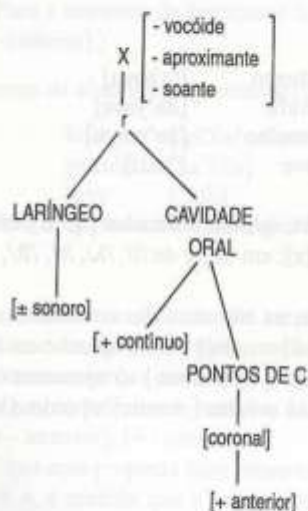 - vocóide
X - aproximante
- soante
r
LARÍNGEO CAVIDADE
ORAL
[± sonoro]
[+ contínuo]
PONTOS DE C
[coronal]
[+ anterior]